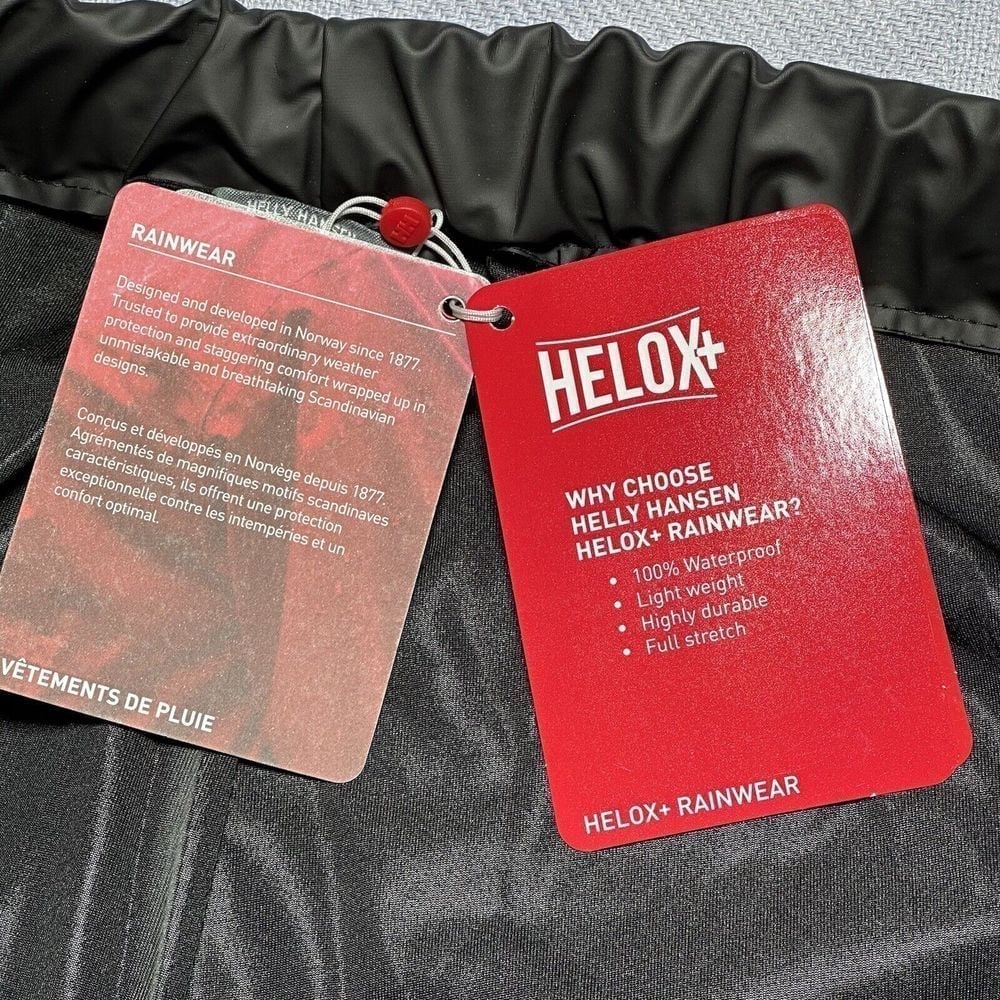 HELLY HANSEN
HH
RAINWEAR
Designed and developed in Norway since 1877.
Trusted to provide extraordinary weather
protection and staggering comfort wrapped up in
unmistakable and breathtaking Scandinavian
designs.
Conçus et développés en Norvège depuis 1877.
Agrémentés de magnifiques motifs scandinaves
caractéristiques, ils offrent une protection
exceptionnelle contre les intempéries et un
confort optimal.
VÊTEMENTS DE PLUIE
HELOX+
WHY CHOOSE
HELLY HANSEN
HELOX+ RAINWEAR?
• 100% Waterproof
• Light weight
• Highly durable
• Full stretch
HELOX+ RAINWEAR